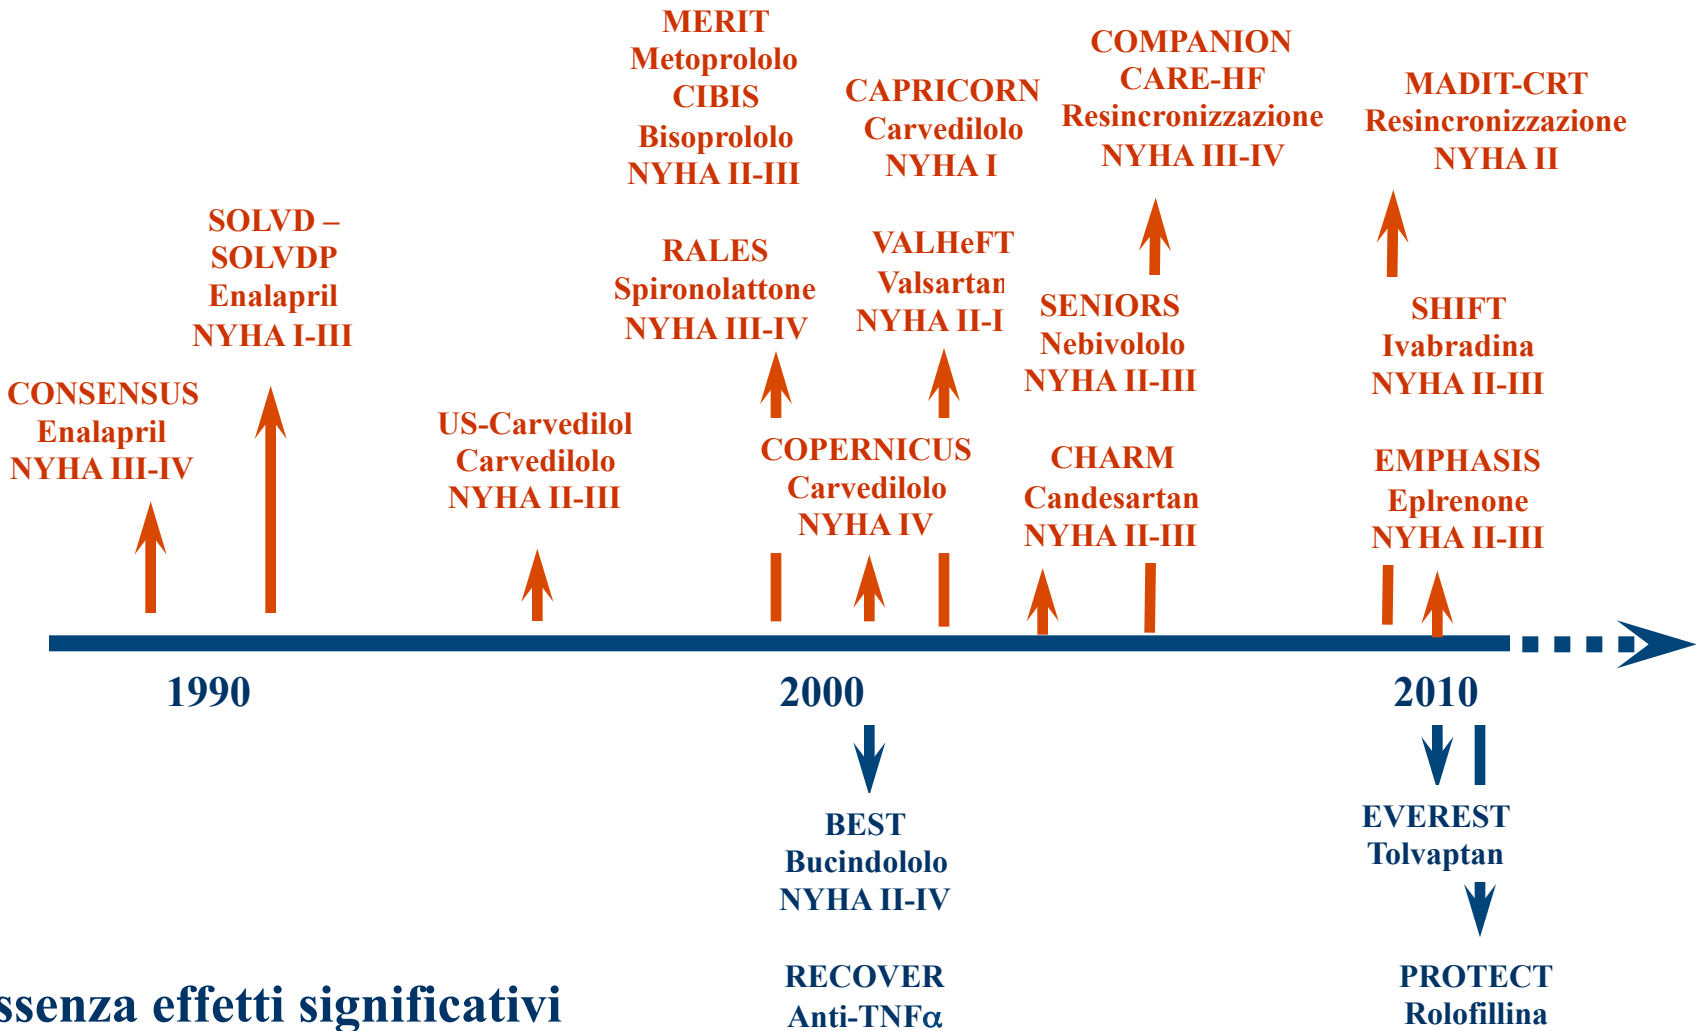 MERIT
Metoprololo
CIBIS
Bisoprololo
NYHA II-III
CAPRICORN
Carvedilolo
NYHA I
COMPANION
CARE-HF
Resincronizzazione
NYHA III-IV
MADIT-CRT
Resincronizzazione
NYHA II
SOLVD –
SOLVDP
Enalapril
NYHA I-III
RALES
Spironolattone
NYHA III-IV
VALHeFT
Valsartan
NYHA II-I
SENIORS
Nebivololo
NYHA II-III
SHIFT
Ivabradina
NYHA II-III
CONSENSUS
Enalapril
NYHA III-IV
US-Carvedilol
Carvedilolo
NYHA II-III
COPERNICUS
Carvedilolo
NYHA IV
CHARM
Candesartan
NYHA II-III
EMPHASIS
Eplrenone
NYHA II-III
1990
2000
2010
BEST
Bucindololo
NYHA II-IV
EVEREST
Tolvaptan
RECOVER
Anti-TNFα
PROTECT
Rolofillina
ssenza effetti significativi